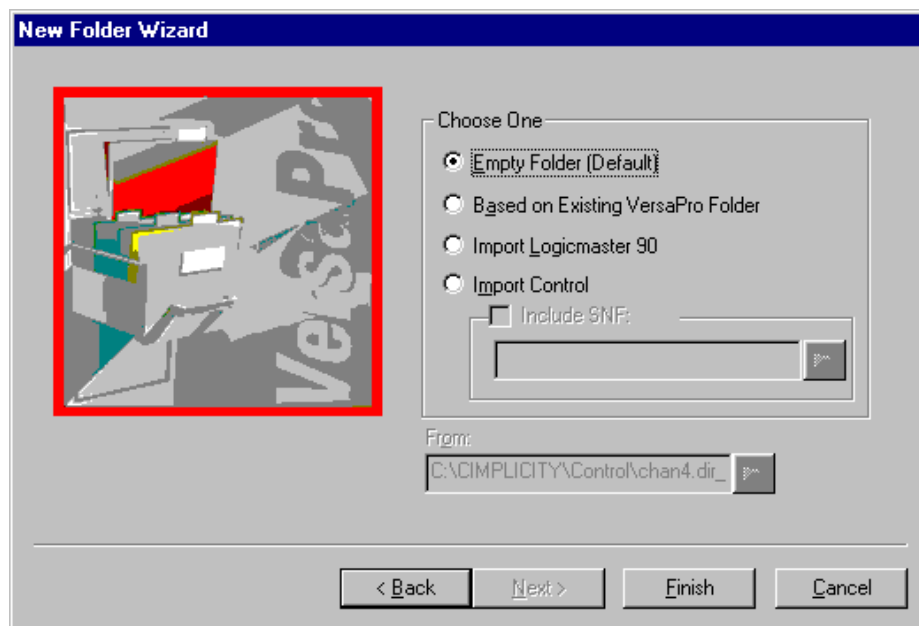 New Folder Wizard
VersaPro
Choose One
Empty Folder (Default)
Based on Existing VersaPro Folder
Import Logicmaster 90
Import Control
Include SNF:
From:
C:\CIMPLICITY\Control\chan4.dir_
< Back
Next >
Finish
Cancel